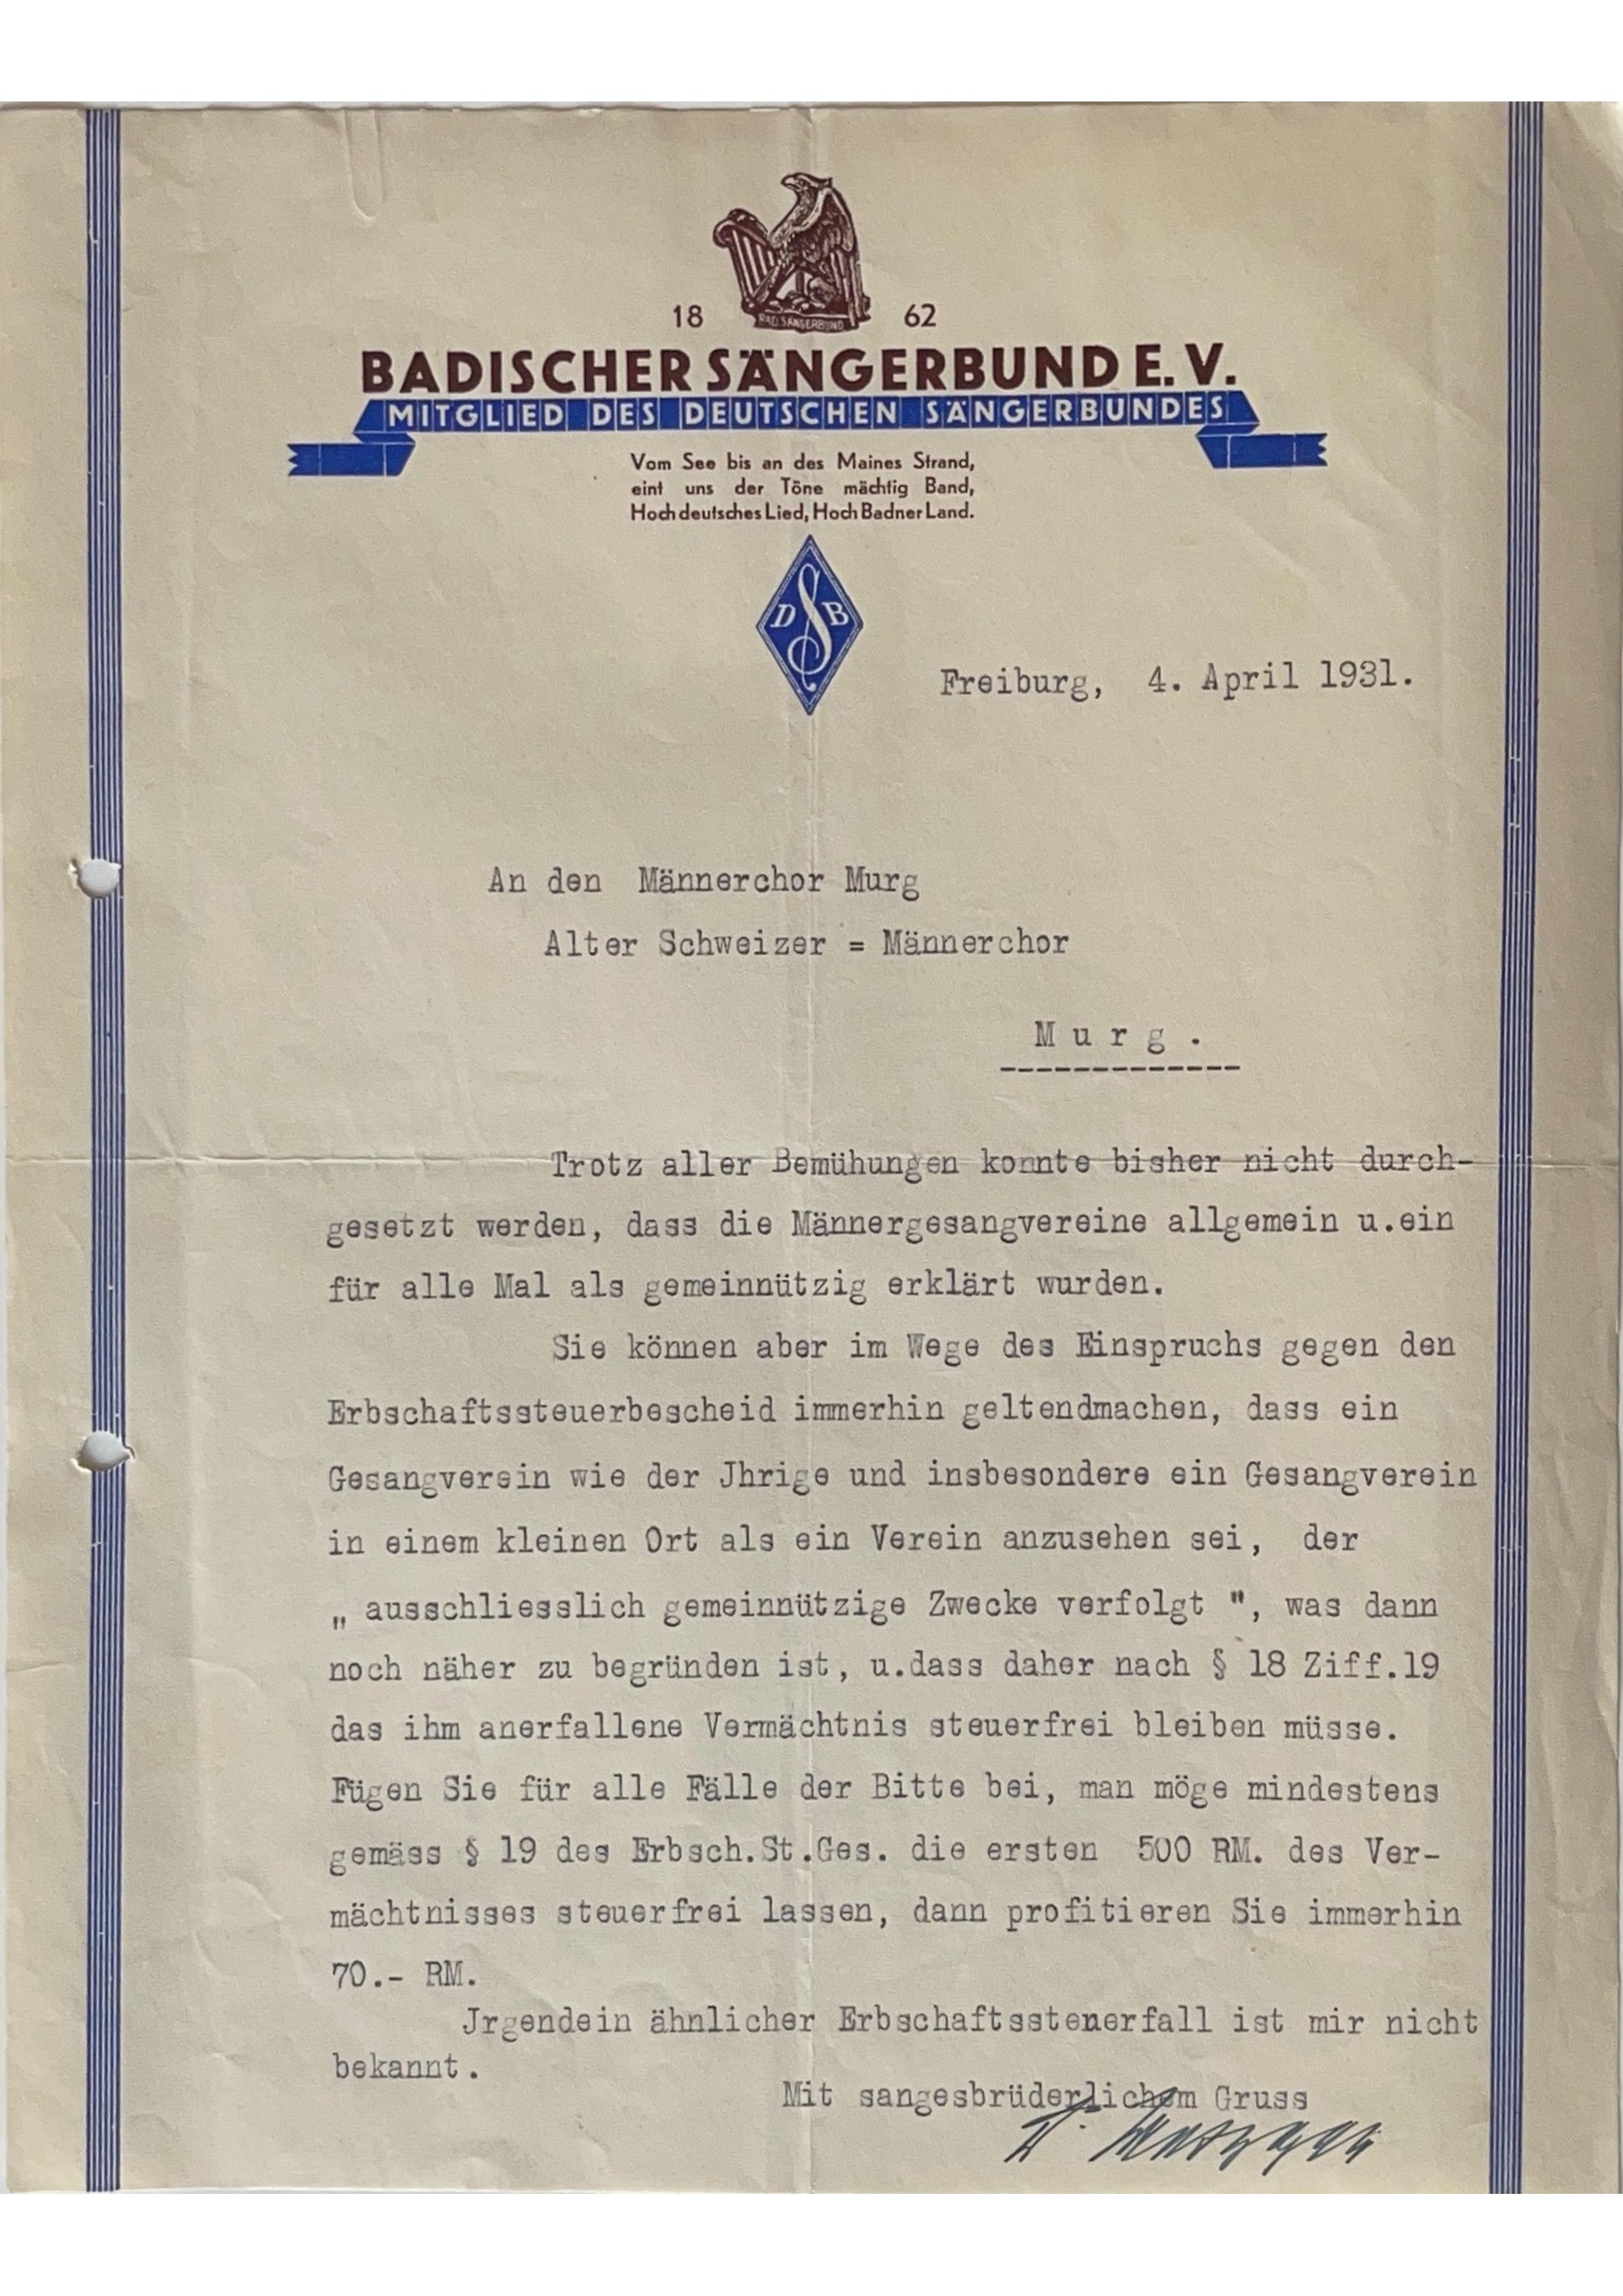 18 62
BAD. SÄNGERBUND
BADISCHER SÄNGERBUND E. V.
MITGLIED DES DEUTSCHEN SÄNGERBUNDES
Vom See bis an des Maines Strand,
eint uns der Töne mächtig Band,
Hoch deutsches Lied, Hoch Badner Land.
D S B
Freiburg, 4. April 1931.
An den Männerchor Murg
Alter Schweizer = Männerchor
M u r g .
-------------
Trotz aller Bemühungen konnte bisher nicht durch-
gesetzt werden, dass die Männergesangvereine allgemein u.ein
für alle Mal als gemeinnützig erklärt wurden.
Sie können aber im Wege des Einspruchs gegen den
Erbschaftssteuerbescheid immerhin geltendmachen, dass ein
Gesangverein wie der Jhrige und insbesondere ein Gesangverein
in einem kleinen Ort als ein Verein anzusehen sei, der
„ ausschliesslich gemeinnützige Zwecke verfolgt ", was dann
noch näher zu begründen ist, u.dass daher nach § 18 Ziff.19
das ihm anerfallene Vermächtnis steuerfrei bleiben müsse.
Fügen Sie für alle Fälle der Bitte bei, man möge mindestens
gemäss § 19 des Erbsch.St.Ges. die ersten 500 RM. des Ver-
mächtnisses steuerfrei lassen, dann profitieren Sie immerhin
70.- RM.
Jrgendein ähnlicher Erbschaftssteuerfall ist mir nicht
bekannt.
Mit sangesbrüderlichem Gruss